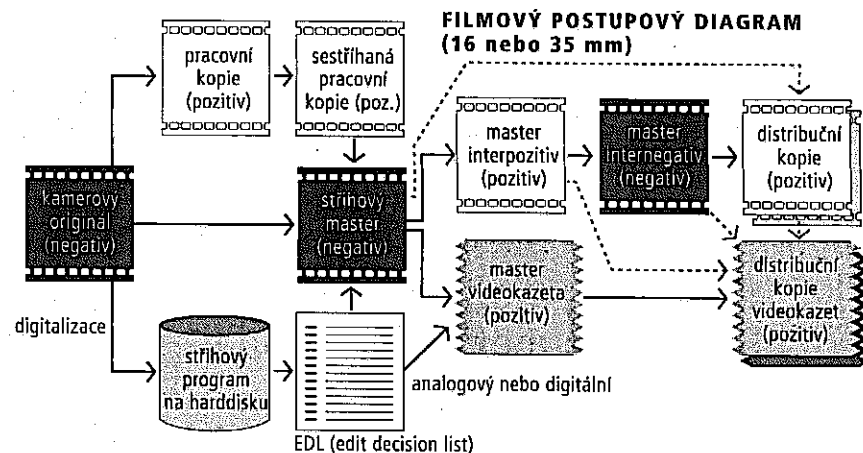 FILMOVÝ POSTUPOVÝ DIAGRAM
(16 nebo 35 mm)
pracovní
kopie
(pozitiv)
sestříhaná
pracovní
kopie (poz.)
kamerový
originál
(negativ)
střihový
master
(negativ)
master
interpozitiv
(pozitiv)
master
internegativ
(negativ)
distribuční
kopie
(pozitiv)
master
videokazeta
(pozitiv)
distribuční
kopie
videokazet
(pozitiv)
digitalizace
střihový
program
na harddisku
analogový nebo digitální
EDL (edit decision list)